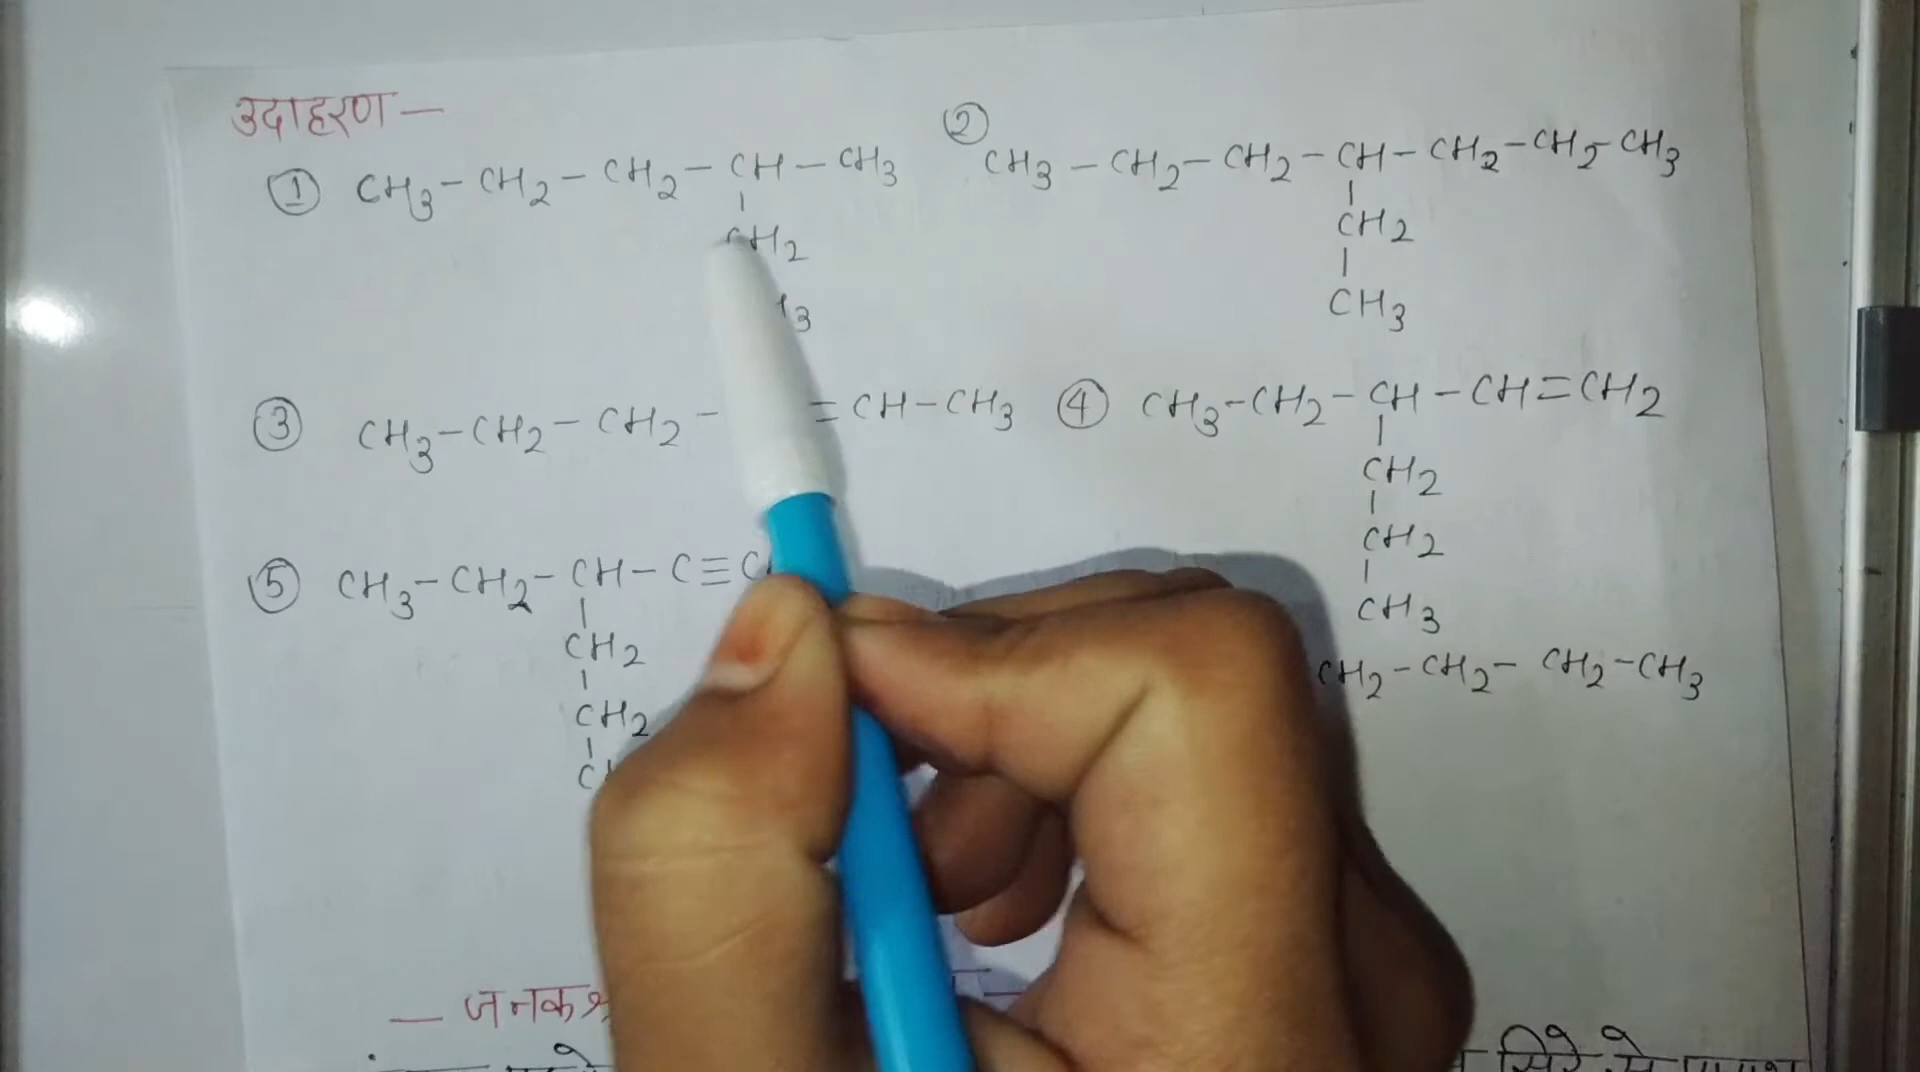 उदाहरण —
① CH3 - CH2 - CH2 - CH - CH3
|
CH2
3
② CH3 - CH2 - CH2 - CH - CH2 - CH2 - CH3
|
CH2
|
CH3
③ CH3 - CH2 - CH2 - = CH - CH3
④ CH3 - CH2 - CH - CH = CH2
|
CH2
|
CH2
|
CH3
⑤ CH3 - CH2 - CH - C ≡ C
|
CH2
|
CH2
|
C
CH2 - CH2 - CH2 - CH3
सिरे से